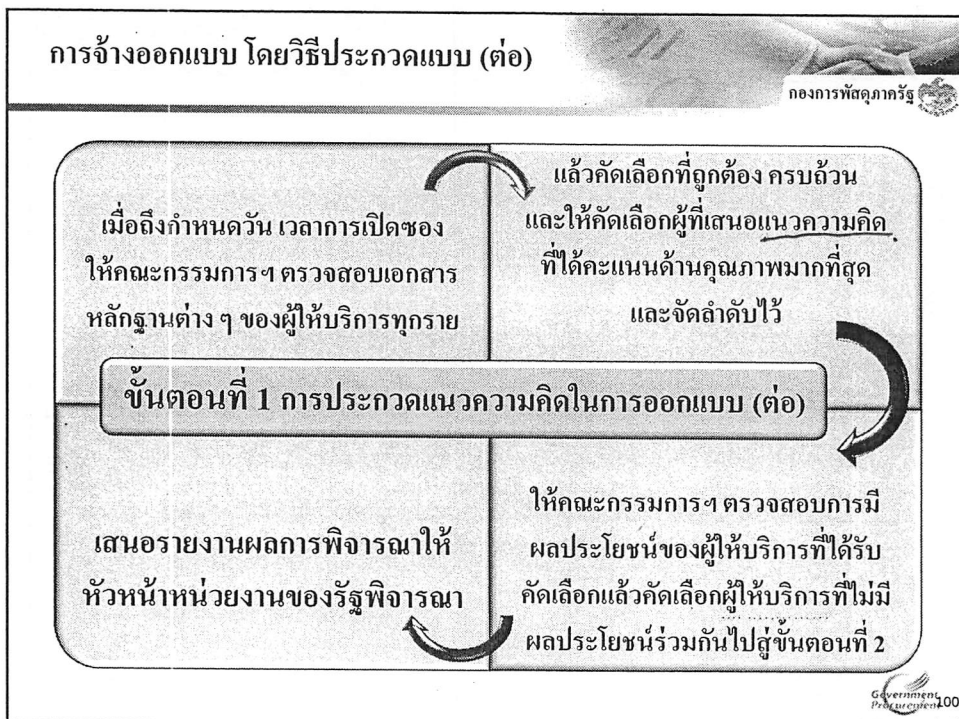 การจ้างออกแบบ โดยวิธีประกวดแบบ (ต่อ)
กองการพัสดุภาครัฐ
เมื่อถึงกำหนดวัน เวลาการเปิดซอง
ให้คณะกรรมการฯ ตรวจสอบเอกสาร
หลักฐานต่าง ๆ ของผู้ให้บริการทุกราย
แล้วคัดเลือกที่ถูกต้อง ครบถ้วน
และให้คัดเลือกผู้ที่เสนอแนวความคิด
ที่ได้คะแนนด้านคุณภาพมากที่สุด
และจัดลำดับไว้
ขั้นตอนที่ 1 การประกวดแนวความคิดในการออกแบบ (ต่อ)
ให้คณะกรรมการฯ ตรวจสอบการมี
ผลประโยชน์ของผู้ให้บริการที่ได้รับ
คัดเลือกแล้วคัดเลือกผู้ให้บริการที่ไม่มี
ผลประโยชน์ร่วมกันไปสู่ขั้นตอนที่ 2
เสนอรายงานผลการพิจารณาให้
หัวหน้าหน่วยงานของรัฐพิจารณา
Government
Procurement
100